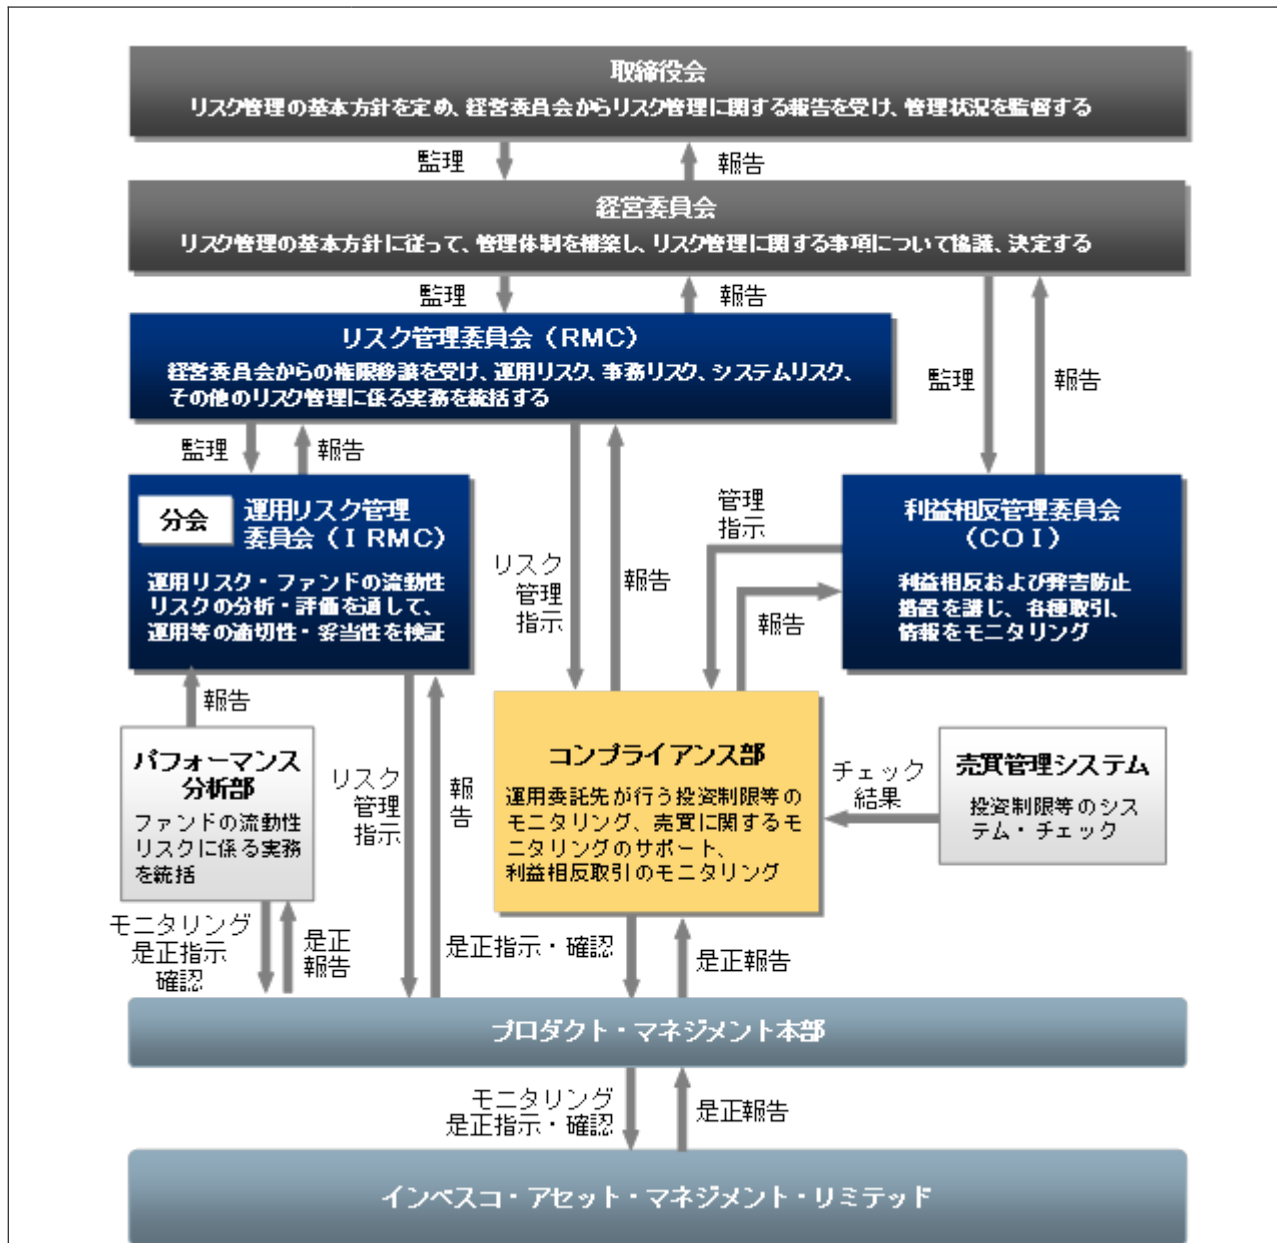 取締役会
リスク管理の基本方針を定め、経営委員会からリスク管理に関する報告を受け、管理状況を監督する
監理
報告
経営委員会
リスク管理の基本方針に従って、管理体制を構築し、リスク管理に関する事項について協議、決定する
監理
報告
リスク管理委員会（RMC）
経営委員会からの権限移譲を受け、運用リスク、事務リスク、システムリスク、
その他のリスク管理に係る実務を統括する
監理
報告
監理
報告
分会
運用リスク管理
委員会（ＩRMC）
運用リスク・ファンドの流動性
リスクの分析・評価を通して、
運用等の適切性・妥当性を検証
リスク
管理
指示
報告
管理
指示
報告
利益相反管理委員会
（COI）
利益相反および弊害防止
措置を講じ、各種取引、
情報をモニタリング
報告
パフォーマンス
分析部
ファンドの流動性
リスクに係る実務
を統括
リスク
管理
指示
報
告
コンプライアンス部
運用委託先が行う投資制限等の
モニタリング、売買に関するモ
ニタリングのサポート、
利益相反取引のモニタリング
チェック
結果
売買管理システム
投資制限等のシス
テム・チェック
モニタリング
是正指示
確認
是正
報告
是正指示・確認
是正報告
プロダクト・マネジメント本部
モニタリング
是正指示・確認
是正報告
インベスコ・アセット・マネジメント・リミテッド